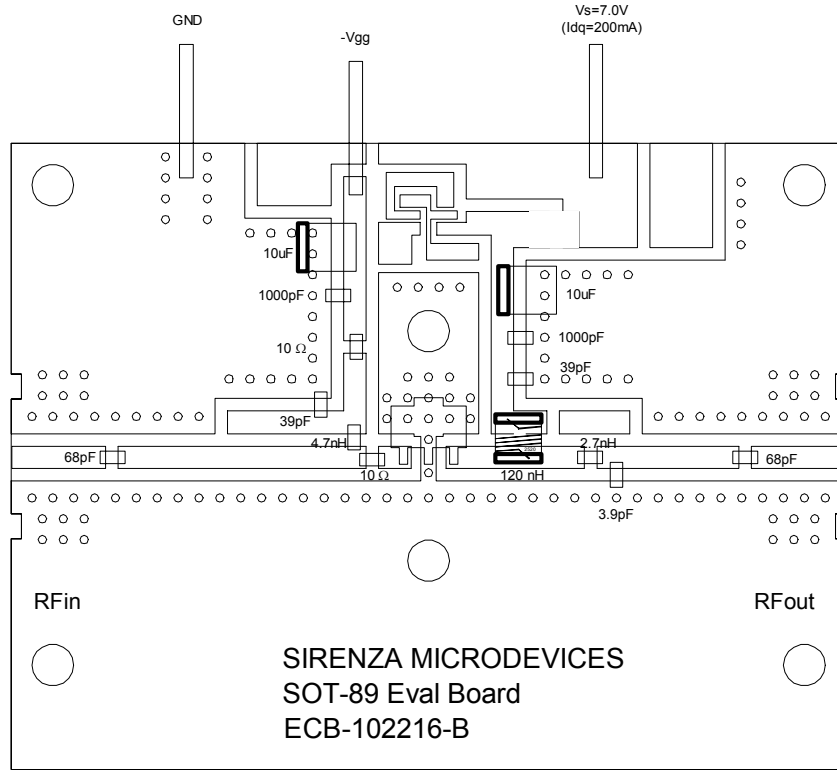 GND
-Vgg
Vs=7.0V
(Idq=200mA)
10uF
10uF
1000pF
1000pF
10 Ω
39pF
39pF
4.7nH
2.7nH
68pF
68pF
10 Ω
120 nH
3.9pF
RFin
RFout
SIRENZA MICRODEVICES
SOT-89 Eval Board
ECB-102216-B